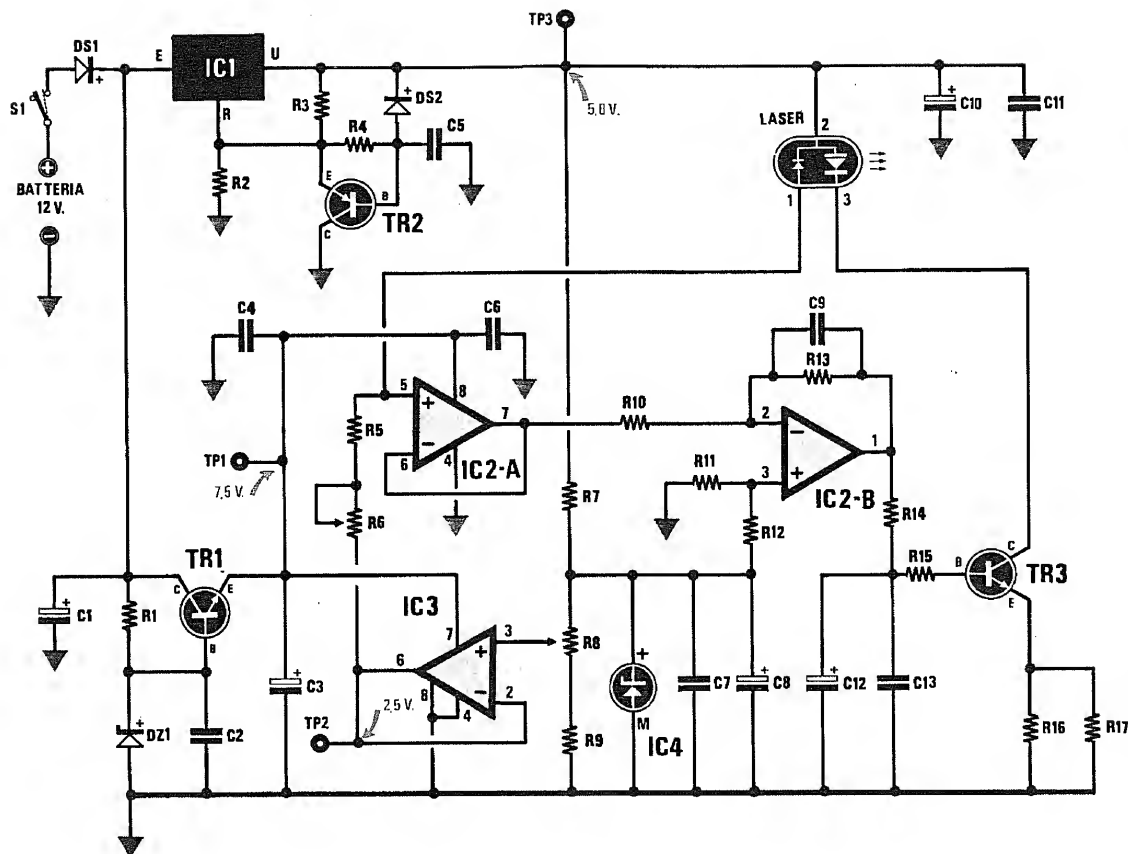 TP3
DS1
E
IC1
U
S1
R
R3
DS2
5,0 V.
C10
C11
R4
C5
LASER
2
R2
BATTERIA
12 V.
E
B
C
TR2
1
3
C4
C6
C9
R13
5
8
7
R10
2
1
R5
6
4
IC2-A
R11
3
IC2-B
TP1
7,5 V.
R6
R7
R12
R14
TR1
R15
B
C
E
TR3
C
E
B
C1
R1
IC3
7
3
6
R8
8
4
2
C3
2,5 V.
M
C7
C8
C12
C13
DZ1
C2
TP2
R9
IC4
R16
R17